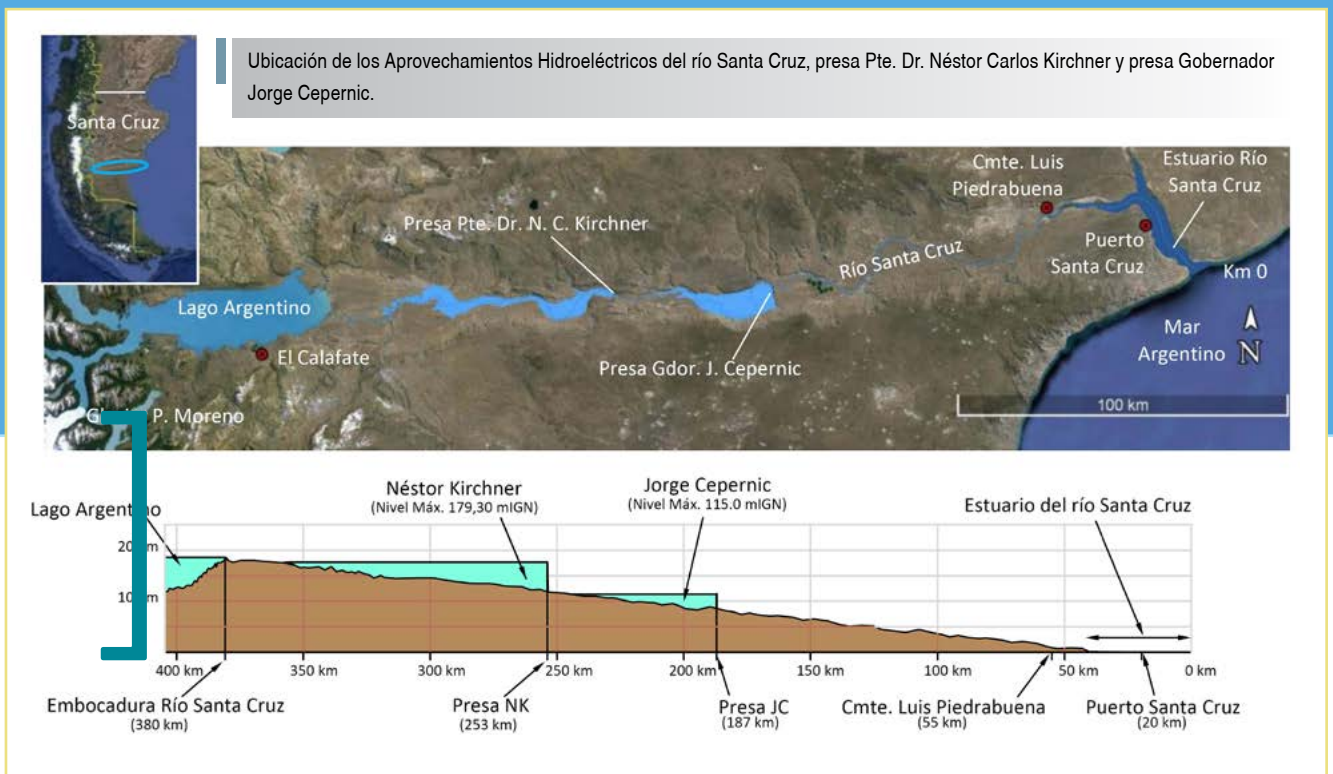 Ubicación de los Aprovechamientos Hidroeléctricos del río Santa Cruz, presa Pte. Dr. Néstor Carlos Kirchner y presa Gobernador
Jorge Cepernic.
Santa Cruz
Cmte. Luis
Piedrabuena
Estuario Río
Santa Cruz
Presa Pte. Dr. N. C. Kirchner
Río Santa Cruz
Puerto
Santa Cruz
Km 0
Lago Argentino
El Calafate
Presa Gdor. J. Cepernic
Mar
Argentino
N
P. Moreno
100 km
Lago Argentino
Néstor Kirchner
(Nivel Máx. 179,30 mIGN)
Jorge Cepernic
(Nivel Máx. 115.0 mIGN)
Estuario del río Santa Cruz
400 km
350 km
300 km
250 km
200 km
150 km
100 km
50 km
0 km
Embocadura Río Santa Cruz
(380 km)
Presa NK
(253 km)
Presa JC
(187 km)
Cmte. Luis Piedrabuena
(55 km)
Puerto Santa Cruz
(20 km)